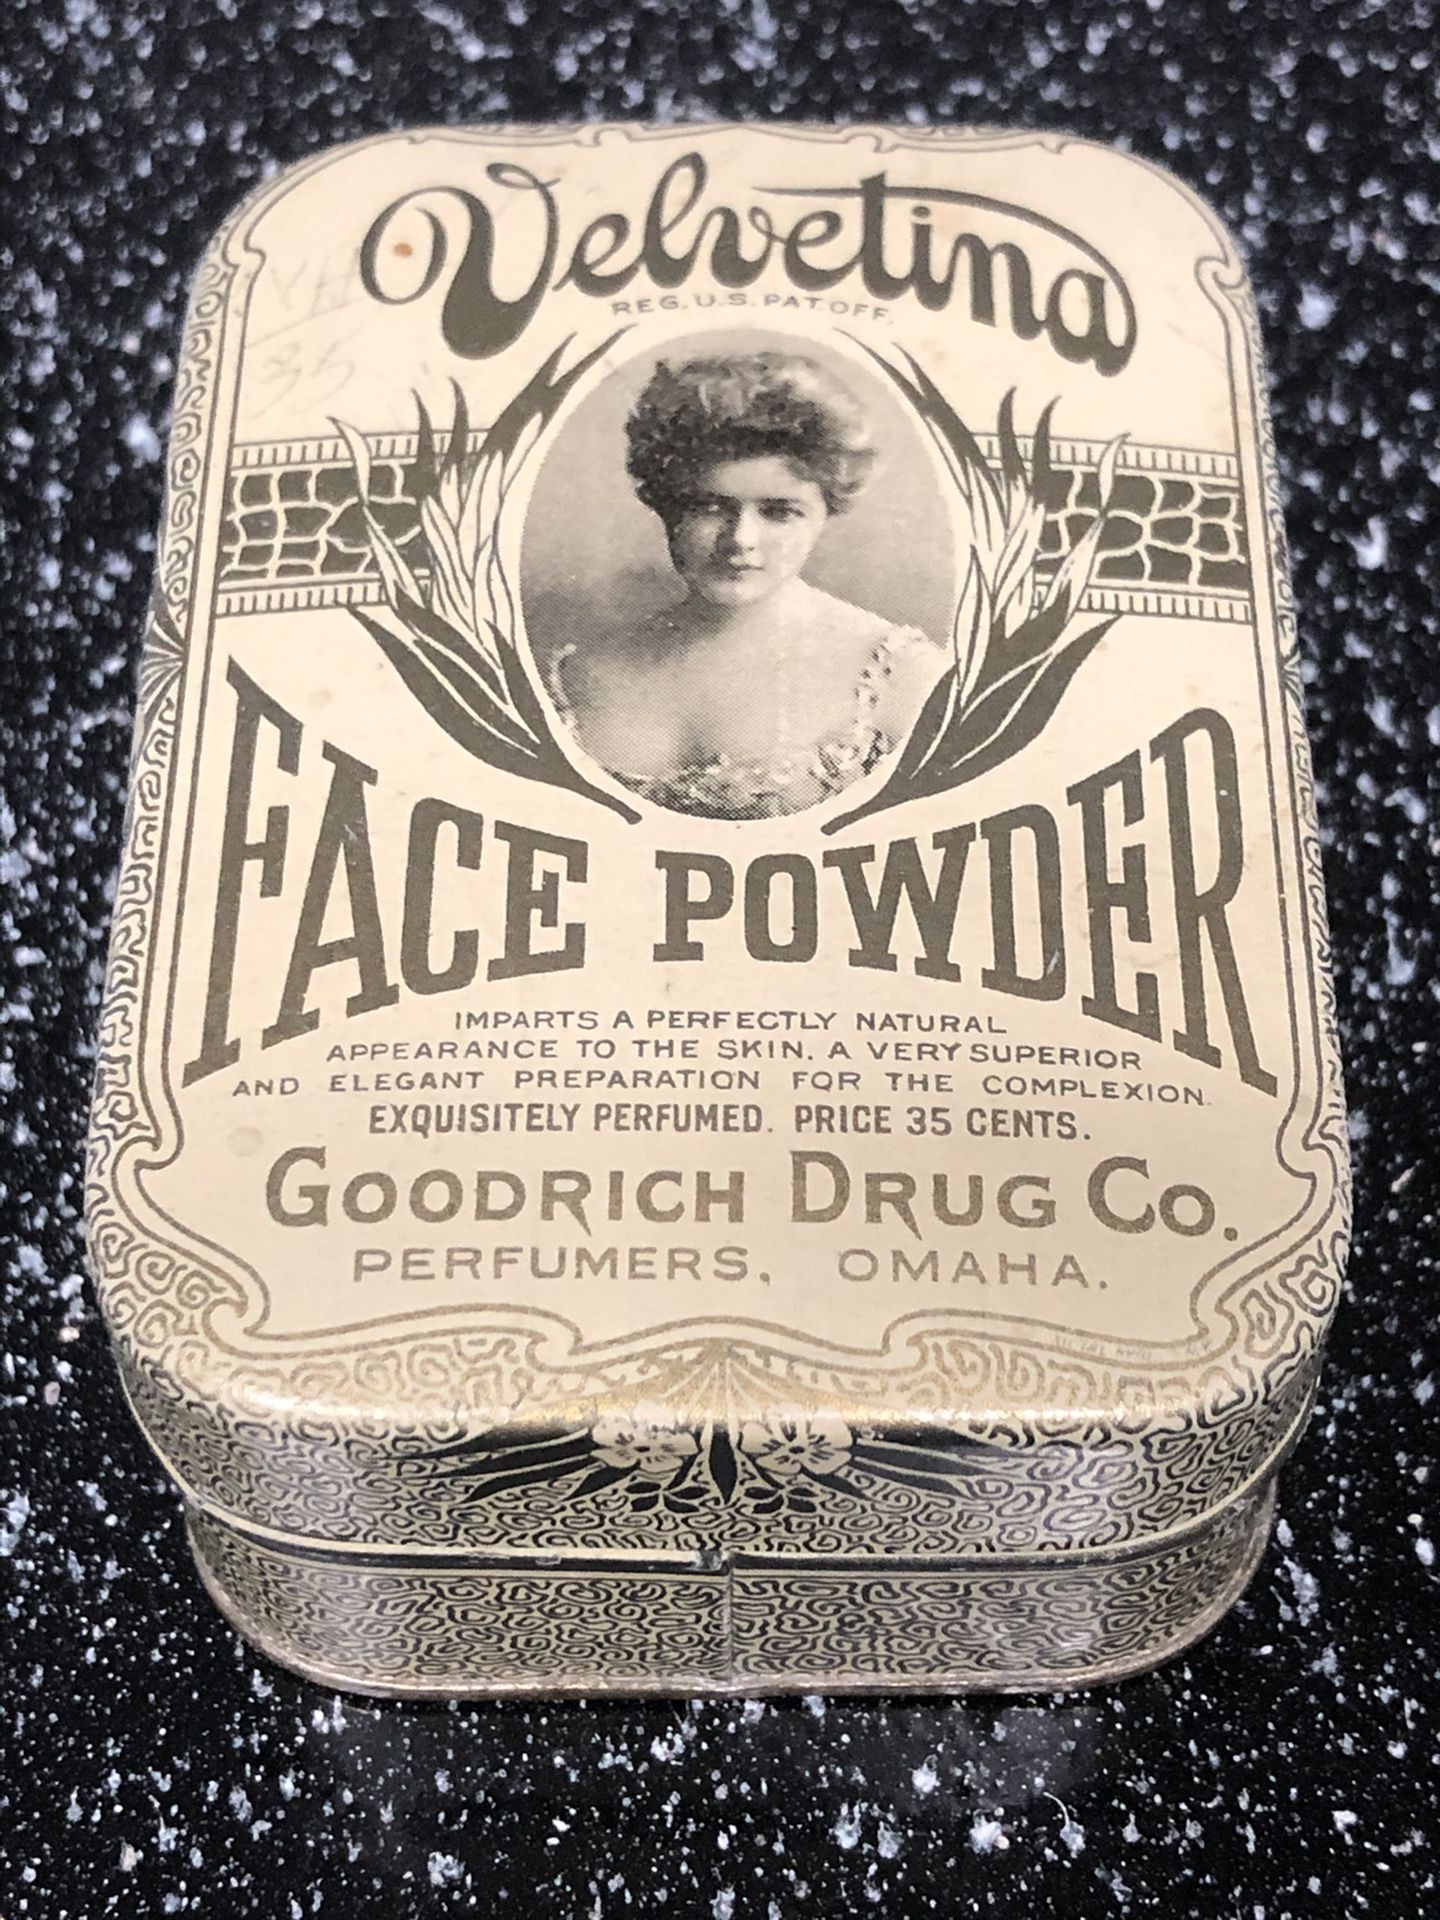 Velvetina
REG. U.S. PAT. OFF.
35
FACE POWDER
IMPARTS A PERFECTLY NATURAL
APPEARANCE TO THE SKIN. A VERY SUPERIOR
AND ELEGANT PREPARATION FOR THE COMPLEXION.
EXQUISITELY PERFUMED. PRICE 35 CENTS.
GOODRICH DRUG CO.
PERFUMERS, OMAHA.